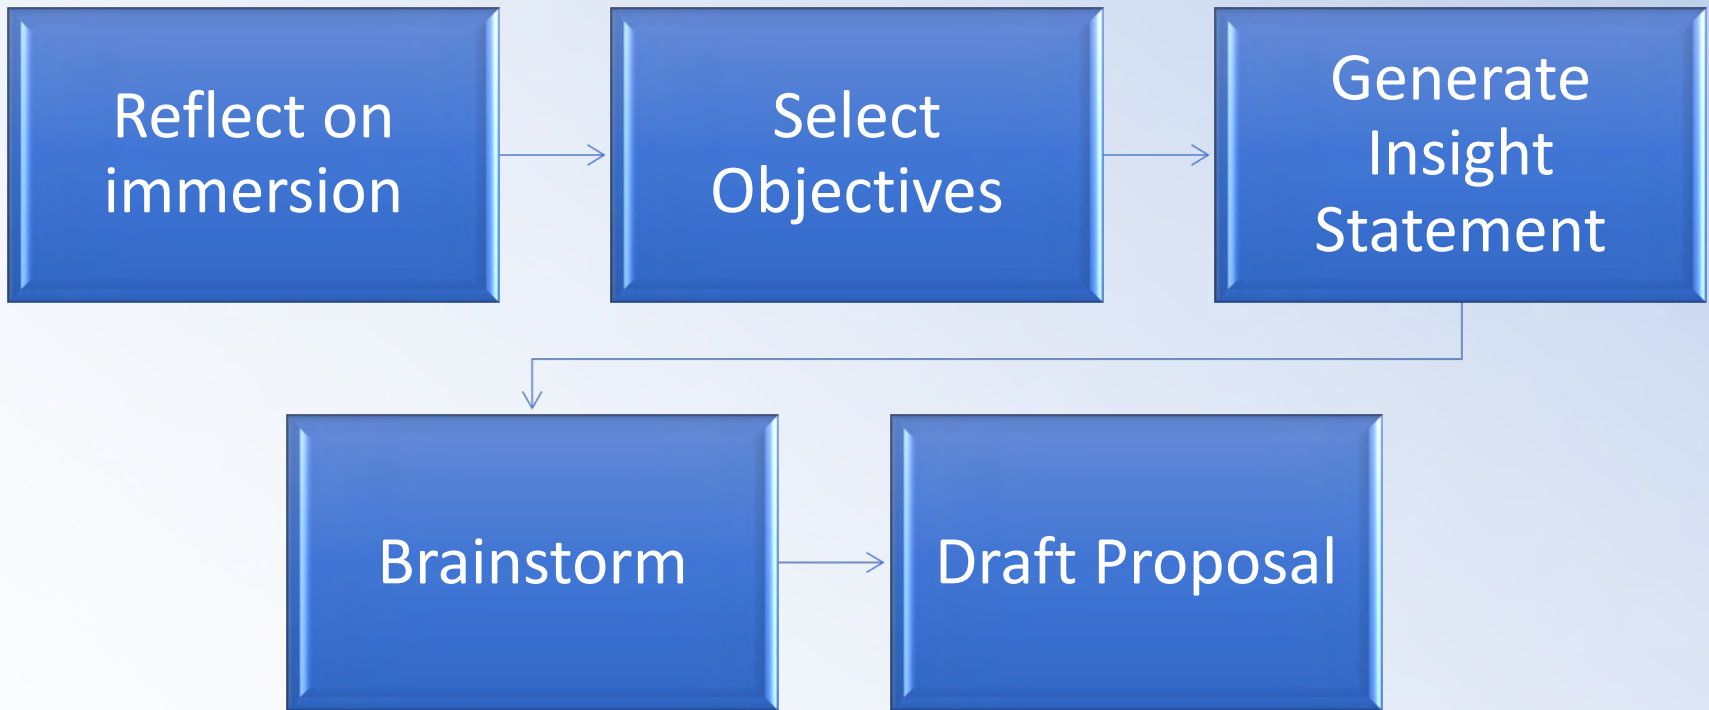 Reflect on
immersion
Select
Objectives
Generate
Insight
Statement
Brainstorm
Draft Proposal